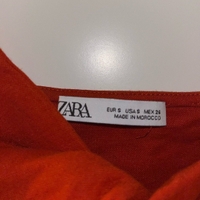 ZARA
EUR S USA S MEX 26
MADE IN MOROCCO